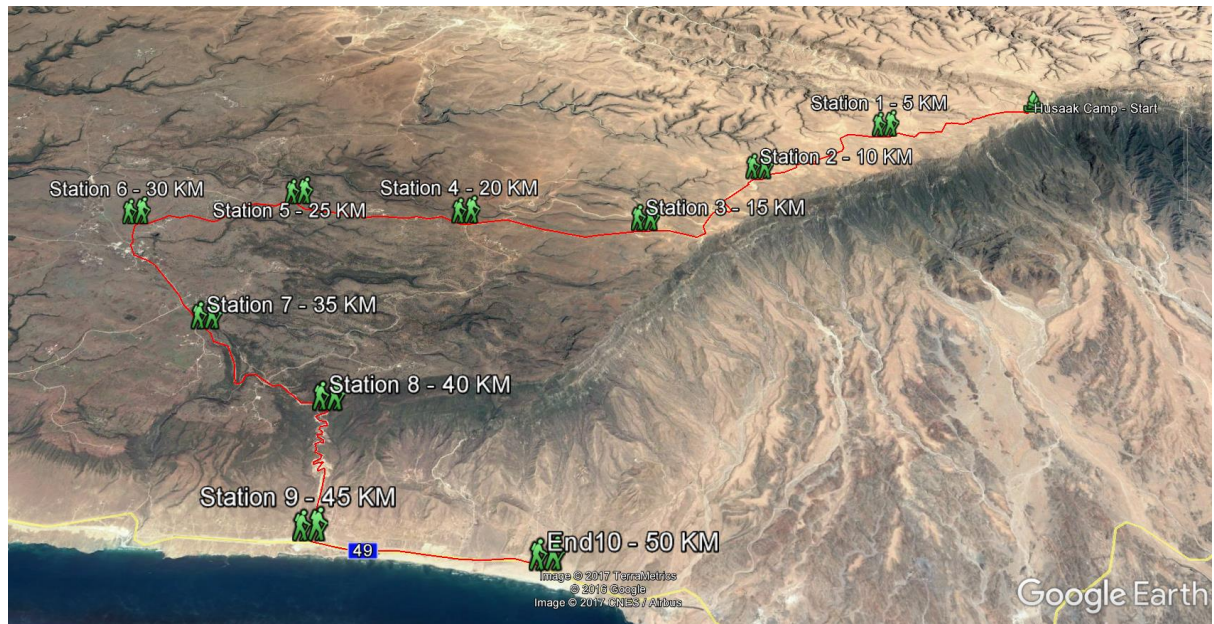 Husaak Camp - Start
Station 1 - 5 KM
Station 2 - 10 KM
Station 3 - 15 KM
Station 4 - 20 KM
Station 5 - 25 KM
Station 6 - 30 KM
Station 7 - 35 KM
Station 8 - 40 KM
Station 9 - 45 KM
49
End10 - 50 KM
Image © 2017 TerraMetrics
© 2016 Google
Image © 2017 CNES / Airbus
Google Earth